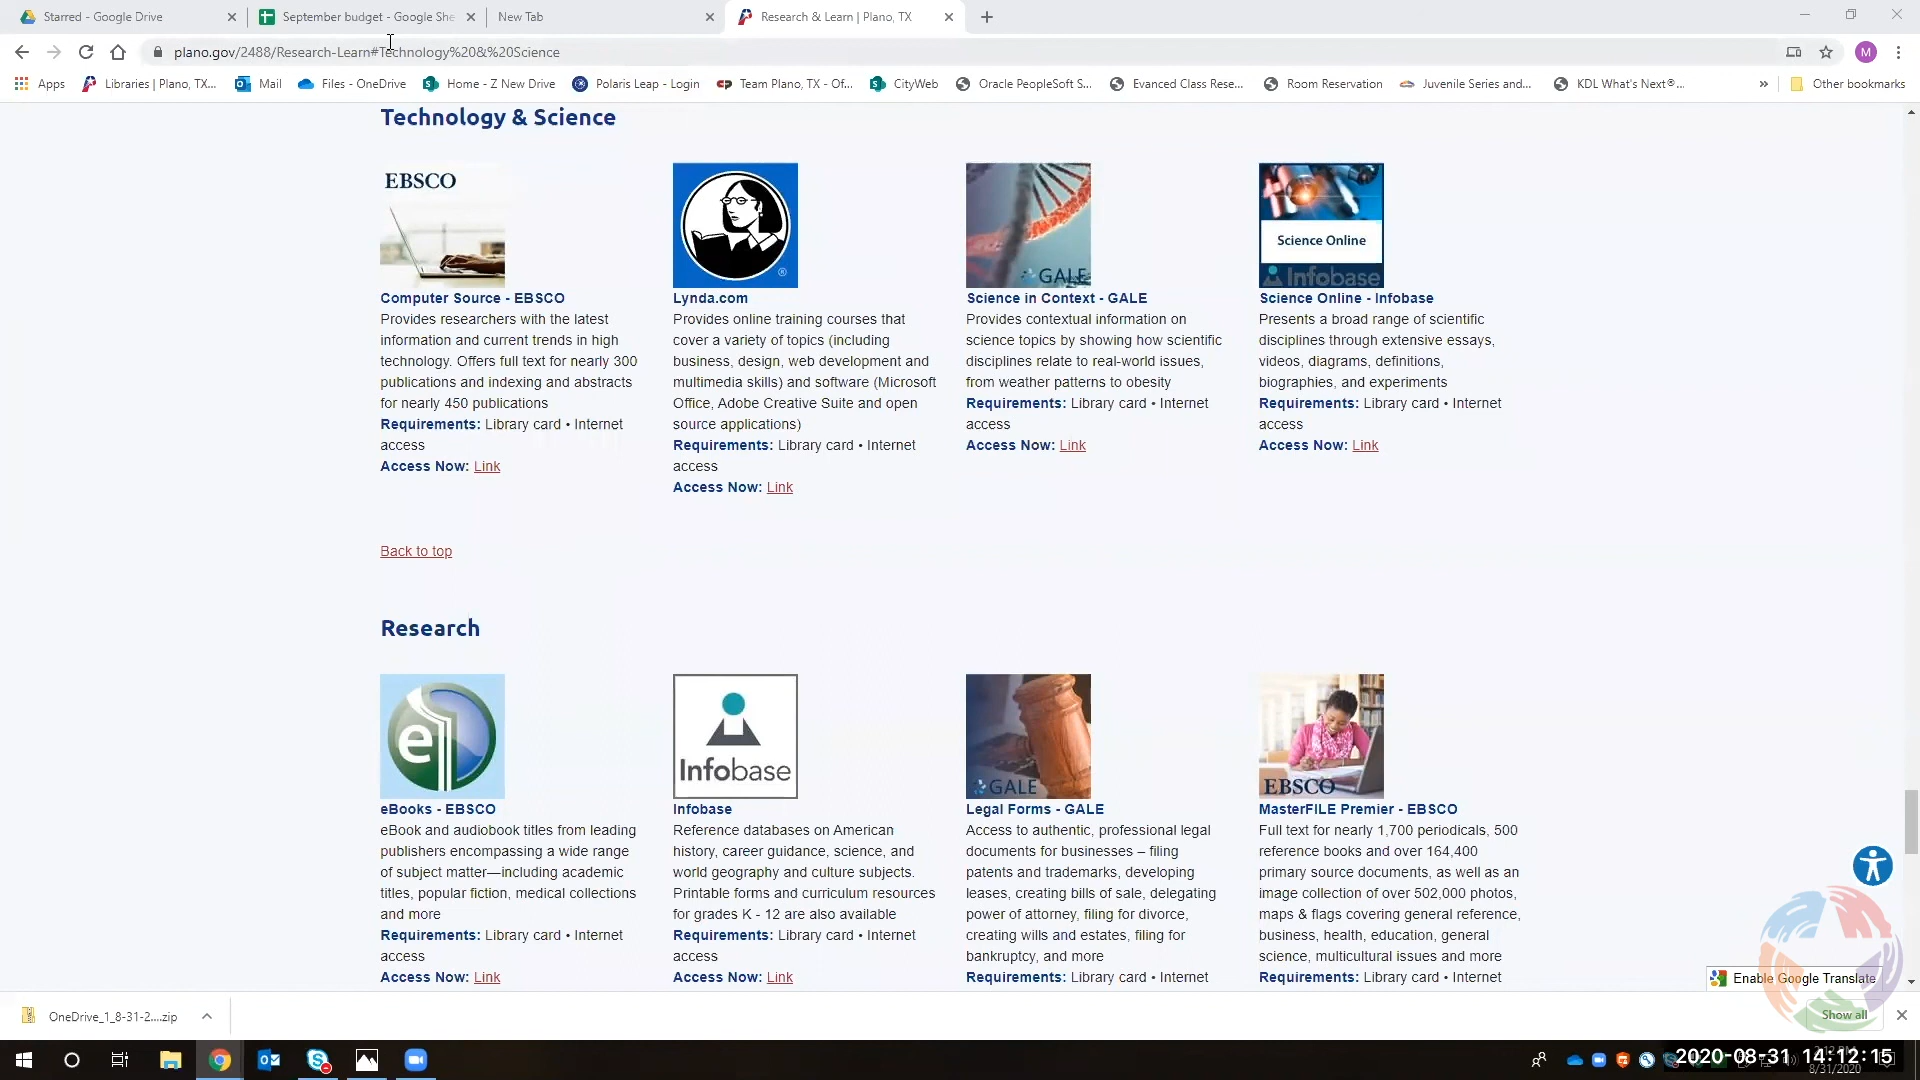 Starred - Google Drive
September budget - Google She
New Tab
Research & Learn | Plano, TX
plano.gov/2488/Research-Learn#Technology%20&%20Science
M
Apps
Libraries | Plano, TX...
Mail
Files - OneDrive
Home - Z New Drive
Polaris Leap - Login
Team Plano, TX - Of...
CityWeb
Oracle PeopleSoft S...
Evanced Class Rese...
Room Reservation
Juvenile Series and...
KDL What's Next®...
»
Other bookmarks
Technology & Science
EBSCO
Computer Source - EBSCO
Provides researchers with the latest
information and current trends in high
technology. Offers full text for nearly 300
publications and indexing and abstracts
for nearly 450 publications
Requirements: Library card • Internet
access
Access Now: Link
®
Lynda.com
Provides online training courses that
cover a variety of topics (including
business, design, web development and
multimedia skills) and software (Microsoft
Office, Adobe Creative Suite and open
source applications)
Requirements: Library card • Internet
access
Access Now: Link
GALE
Science in Context - GALE
Provides contextual information on
science topics by showing how scientific
disciplines relate to real-world issues,
from weather patterns to obesity
Requirements: Library card • Internet
access
Access Now: Link
Science Online
Infobase
Science Online - Infobase
Presents a broad range of scientific
disciplines through extensive essays,
videos, diagrams, definitions,
biographies, and experiments
Requirements: Library card • Internet
access
Access Now: Link
Back to top
Research
e
eBooks - EBSCO
eBook and audiobook titles from leading
publishers encompassing a wide range
of subject matter—including academic
titles, popular fiction, medical collections
and more
Requirements: Library card • Internet
access
Access Now: Link
Infobase
Infobase
Reference databases on American
history, career guidance, science, and
world geography and culture subjects.
Printable forms and curriculum resources
for grades K - 12 are also available
Requirements: Library card • Internet
access
Access Now: Link
GALE
Legal Forms - GALE
Access to authentic, professional legal
documents for businesses – filing
patents and trademarks, developing
leases, creating bills of sale, delegating
power of attorney, filing for divorce,
creating wills and estates, filing for
bankruptcy, and more
Requirements: Library card • Internet
EBSCO
MasterFILE Premier - EBSCO
Full text for nearly 1,700 periodicals, 500
reference books and over 164,400
primary source documents, as well as an
image collection of over 502,000 photos,
maps & flags covering general reference,
business, health, education, general
science, multicultural issues and more
Requirements: Library card • Internet
Enable Google Translate
OneDrive_1_8-31-2....zip
Show all
2020-08-31 14:12:15
8/31/2020